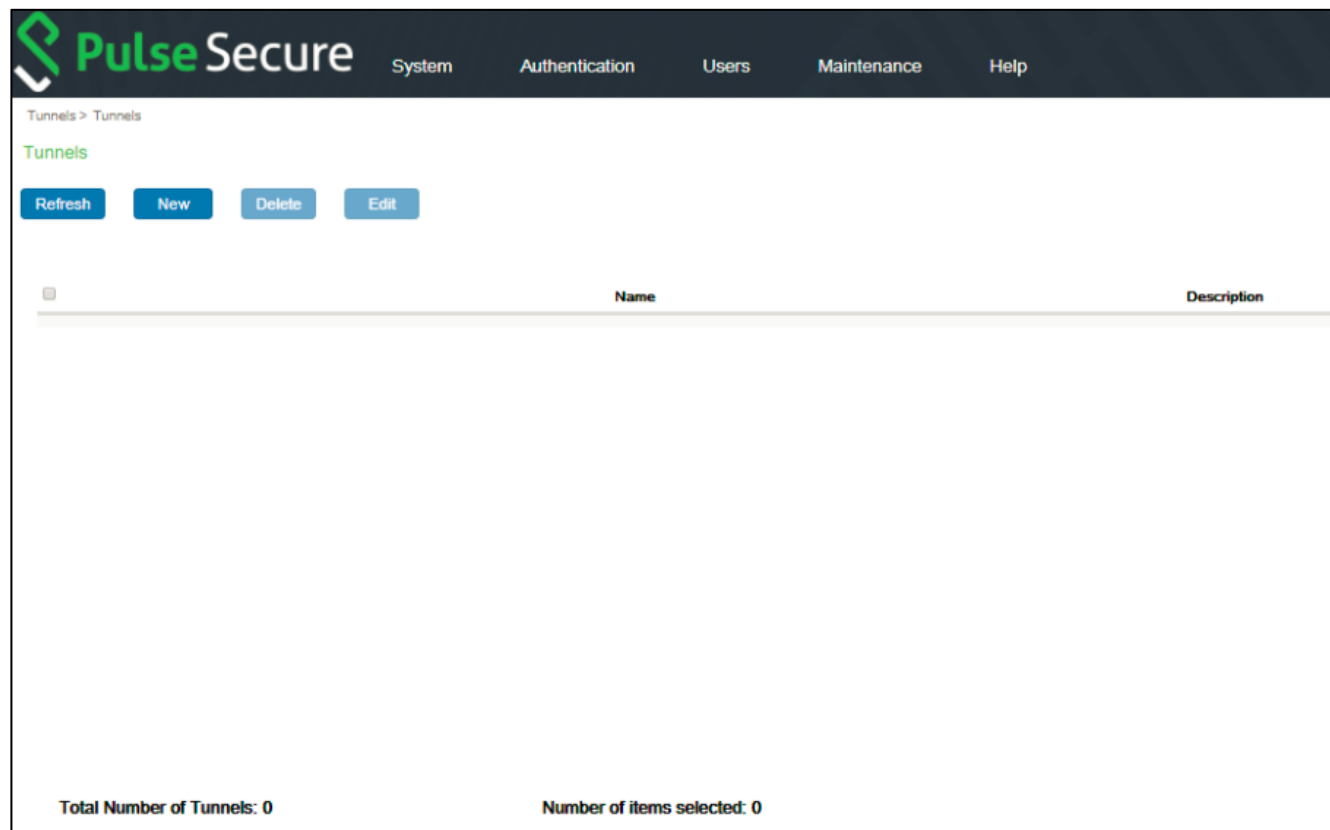 Pulse Secure System Authentication Users Maintenance Help
Tunnels > Tunnels
Tunnels
Refresh New Delete Edit
Name Description
Total Number of Tunnels: 0 Number of items selected: 0